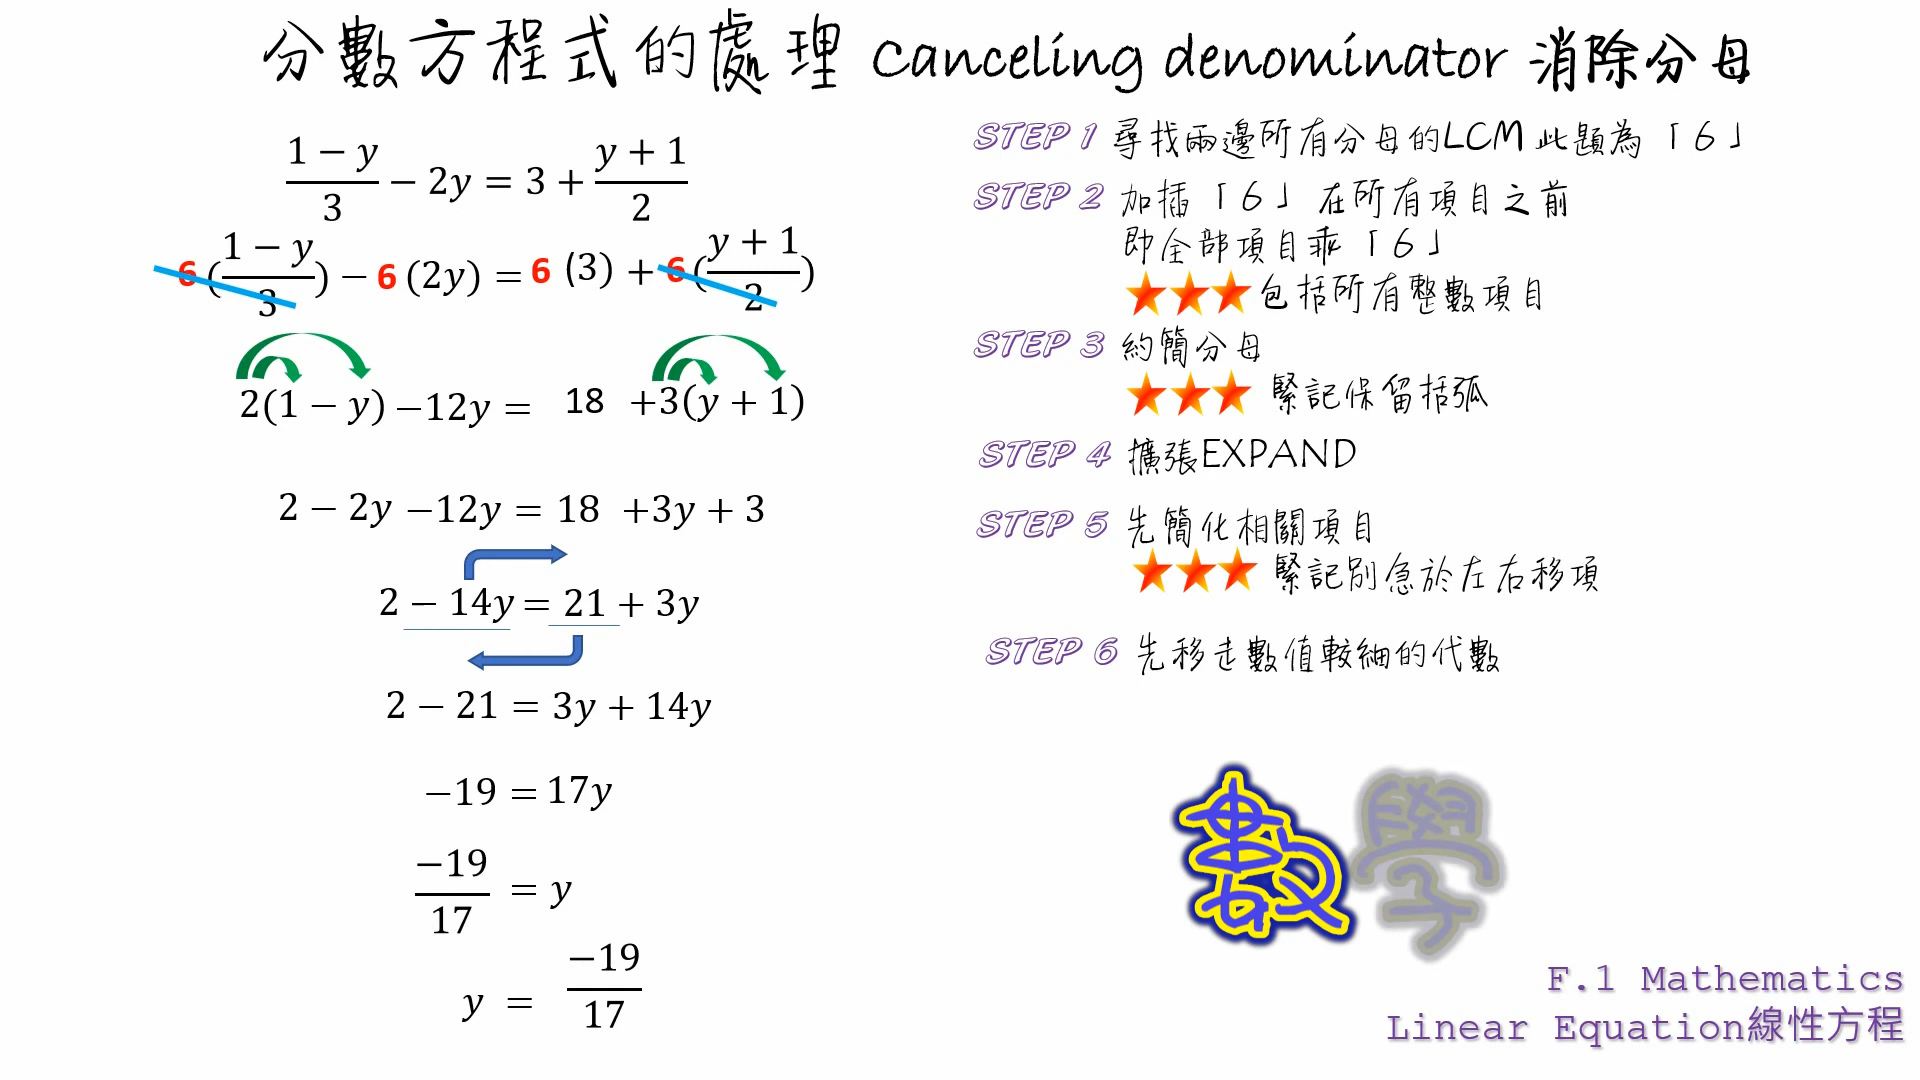 分數方程式的處理 Canceling denominator 消除分母
(1 − y)/3 − 2y = 3 + (y + 1)/2
6 ((1 − y)/3) − 6 (2y) = 6 (3) + 6 ((y + 1)/2)
2(1 − y) −12y = 18 +3(y + 1)
2 − 2y −12y = 18 +3y + 3
2 − 14y = 21 + 3y
2 − 21 = 3y + 14y
−19 = 17y
−19/17 = y
y = −19/17
STEP 1 尋找兩邊所有分母的LCM 此題為「6」
STEP 2 加插「6」在所有項目之前
即全部項目乘「6」
包括所有整數項目
STEP 3 約簡分母
緊記保留括弧
STEP 4 擴張EXPAND
STEP 5 先簡化相關項目
緊記別急於左右移項
STEP 6 先移走數值較細的代數
數學
F.1 Mathematics
Linear Equation線性方程